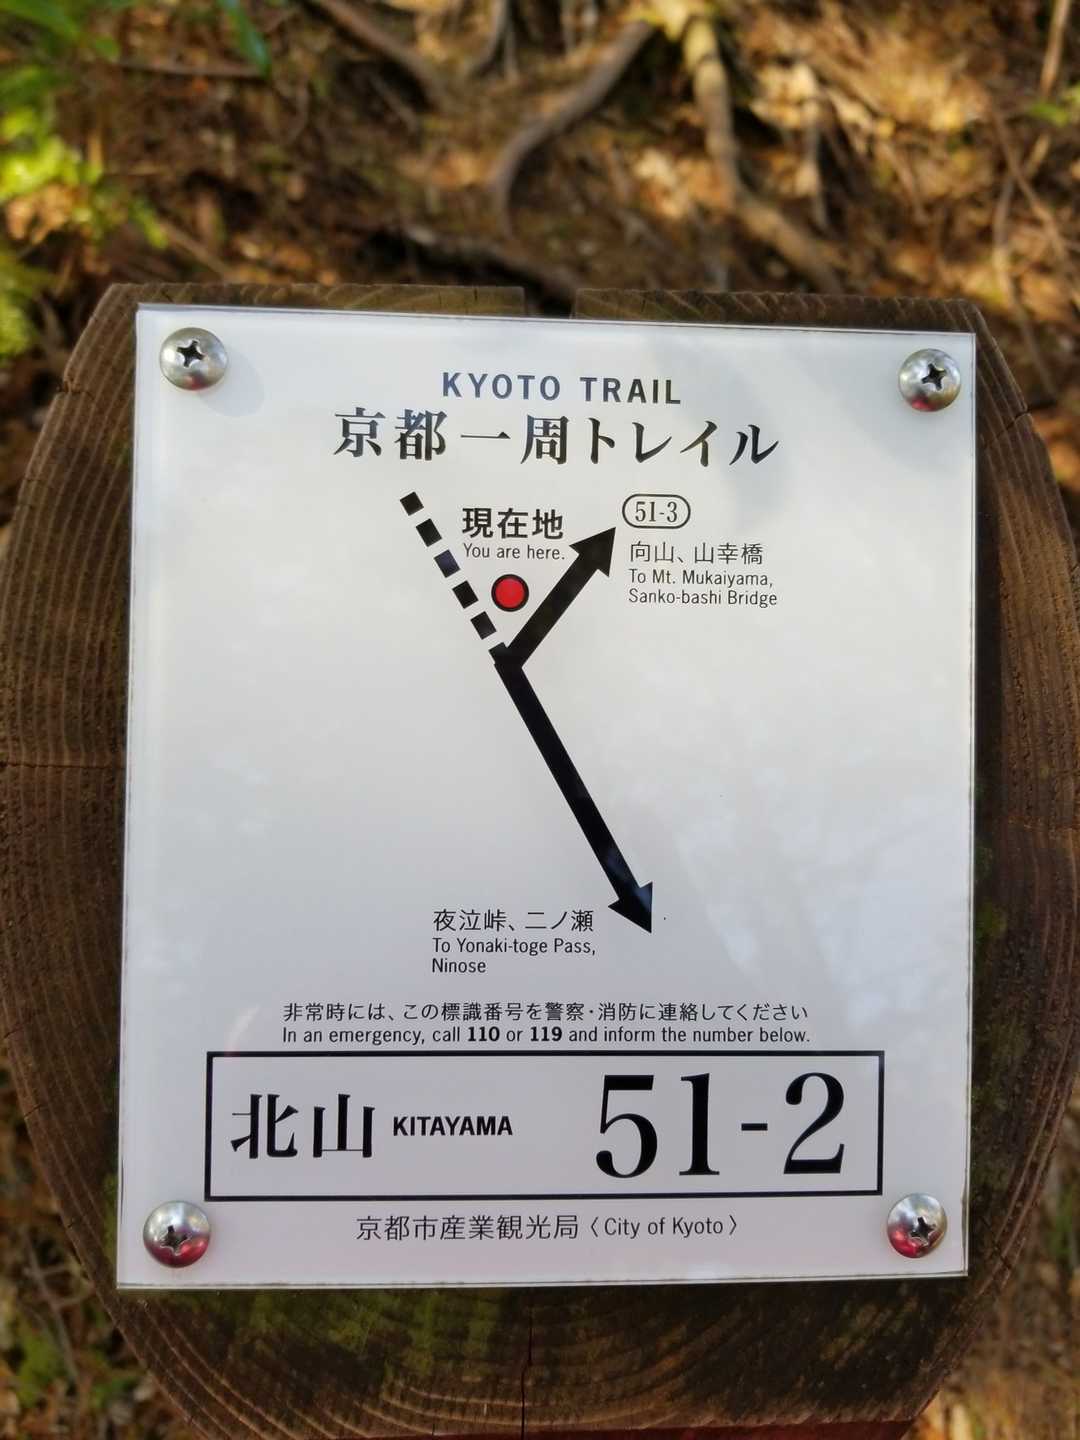 KYOTO TRAIL
京都一周トレイル
現在地
You are here.
51-3
向山、山幸橋
To Mt. Mukaiyama,
Sanko-bashi Bridge
夜泣峠、二ノ瀬
To Yonaki-toge Pass,
Ninose
非常時には、この標識番号を警察・消防に連絡してください
In an emergency, call 110 or 119 and inform the number below.
北山 KITAYAMA 51-2
京都市産業観光局〈City of Kyoto〉